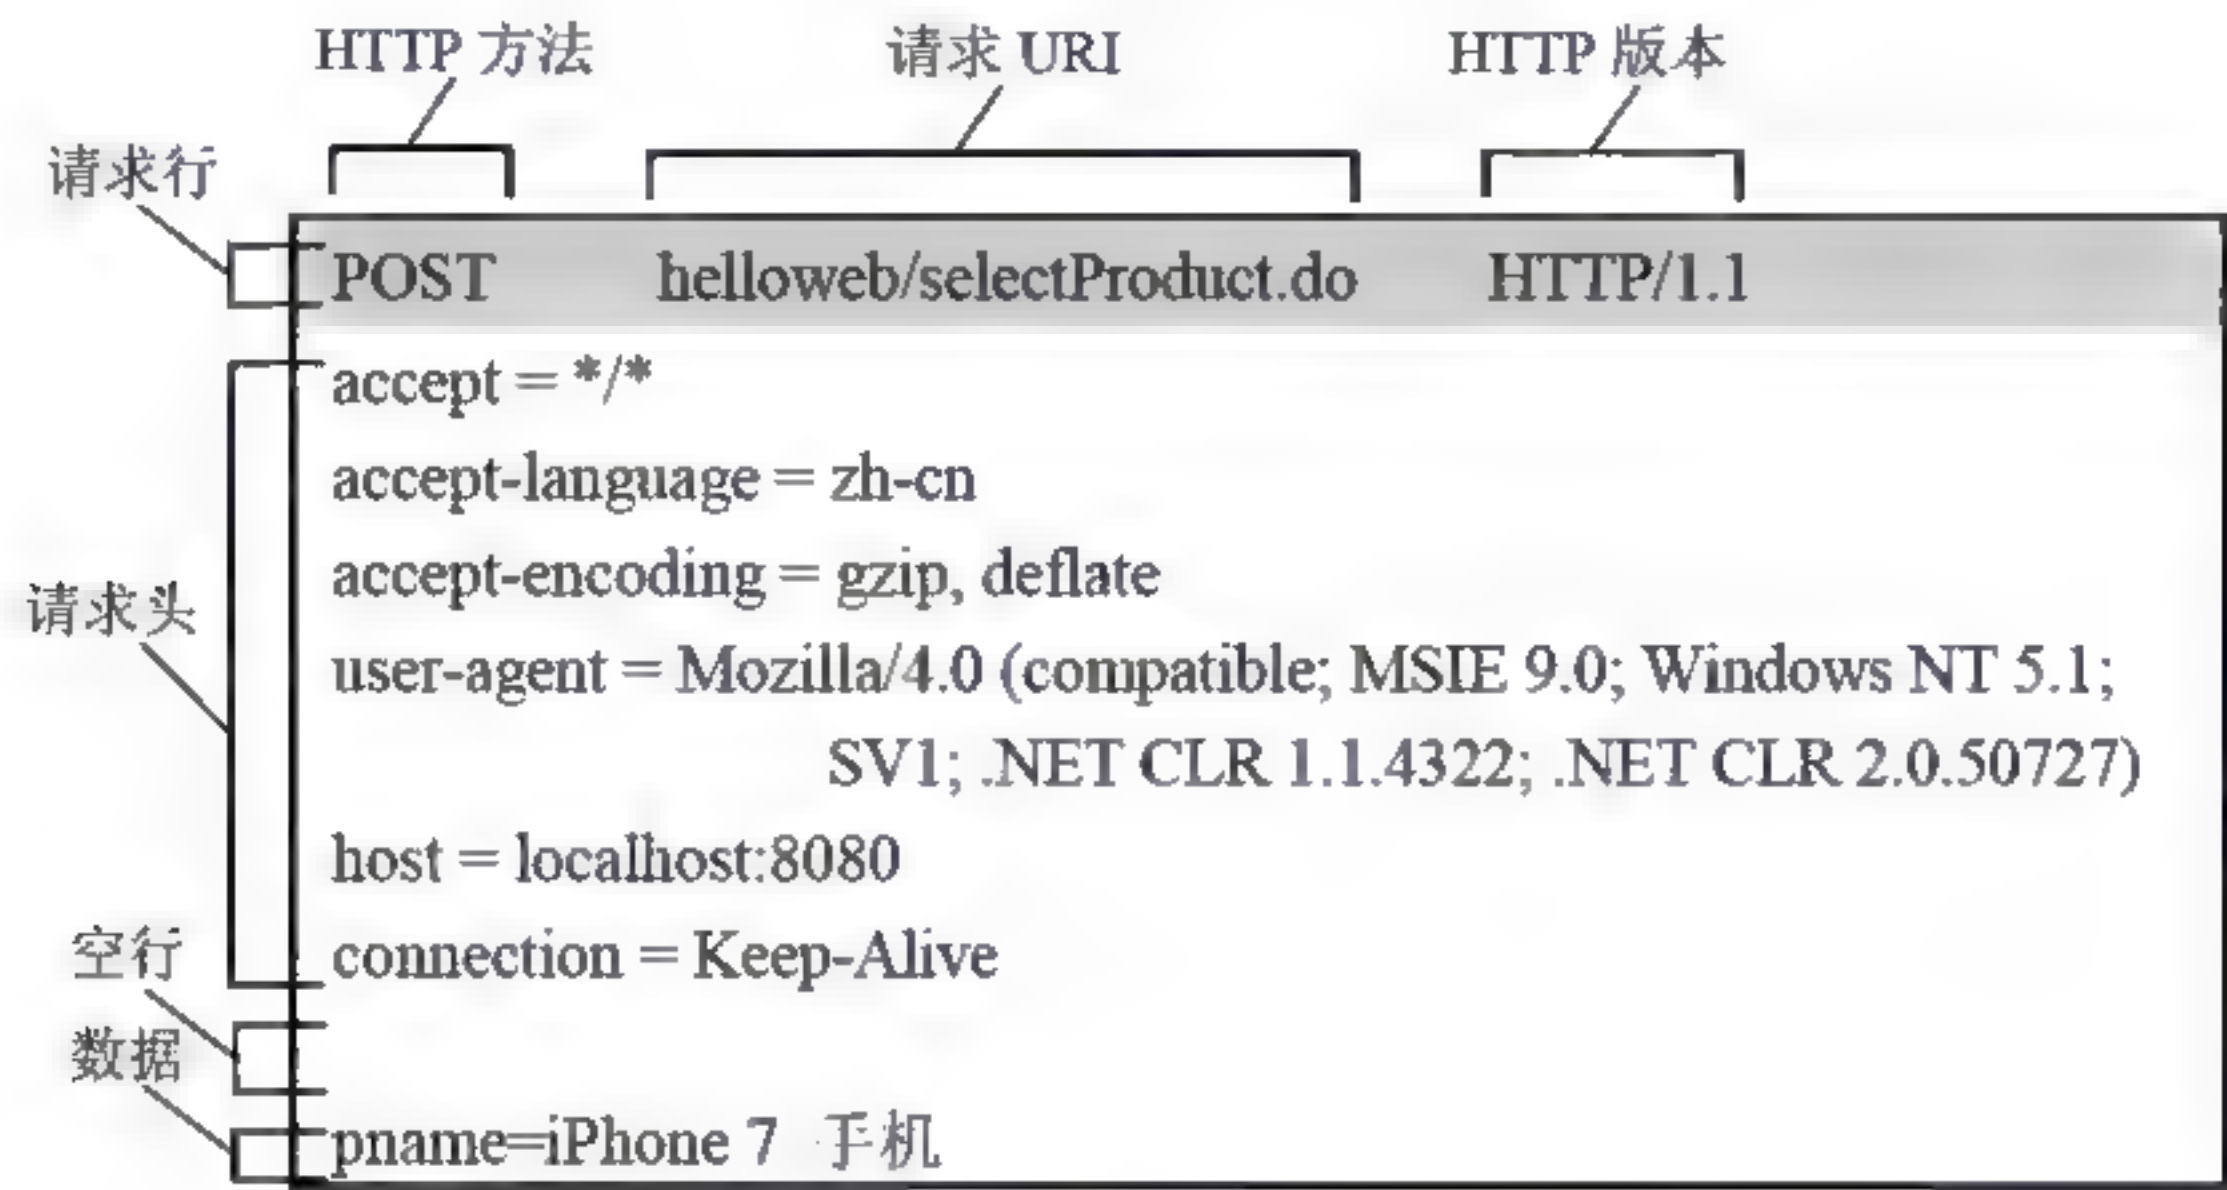 HTTP 方法 请求 URI HTTP 版本
请求行
POST helloweb/selectProduct.do HTTP/1.1
accept = */*
accept-language = zh-cn
accept-encoding = gzip, deflate
请求头
user-agent = Mozilla/4.0 (compatible; MSIE 9.0; Windows NT 5.1;
SV1; .NET CLR 1.1.4322; .NET CLR 2.0.50727)
host = localhost:8080
空行
connection = Keep-Alive
数据
pname=iPhone 7 手机